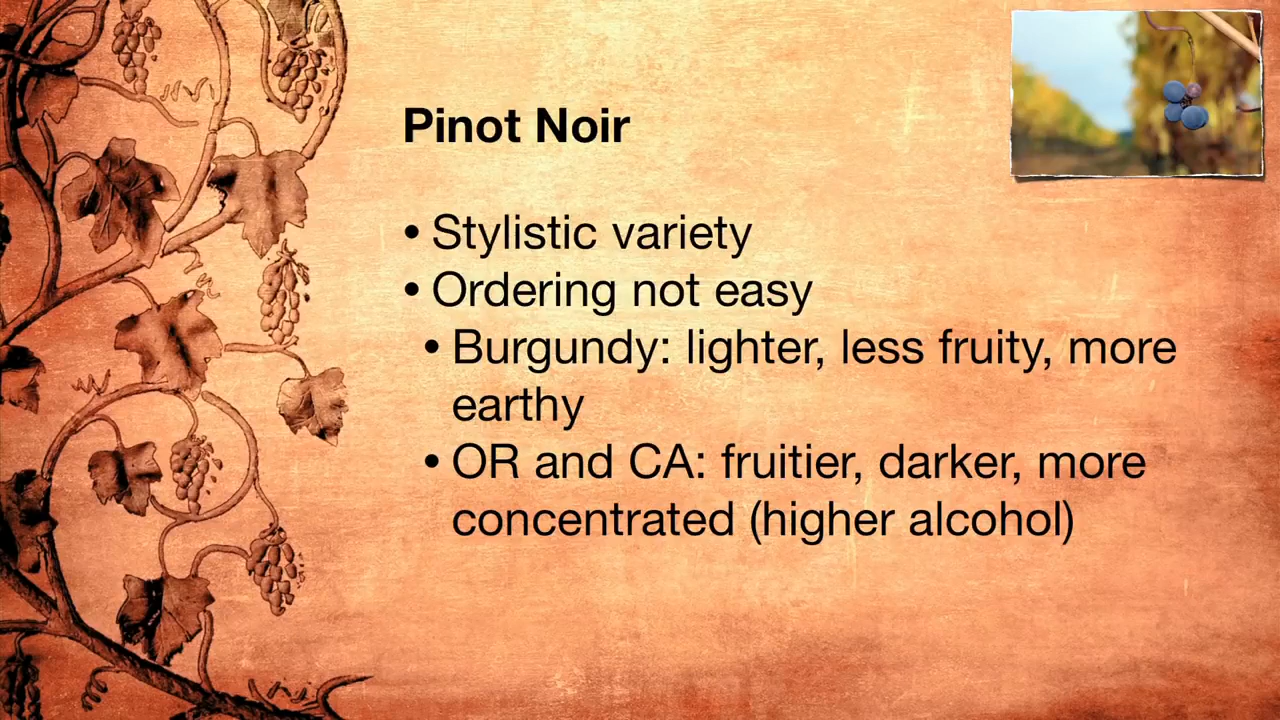 Pinot Noir
• Stylistic variety
• Ordering not easy
• Burgundy: lighter, less fruity, more
earthy
• OR and CA: fruitier, darker, more
concentrated (higher alcohol)